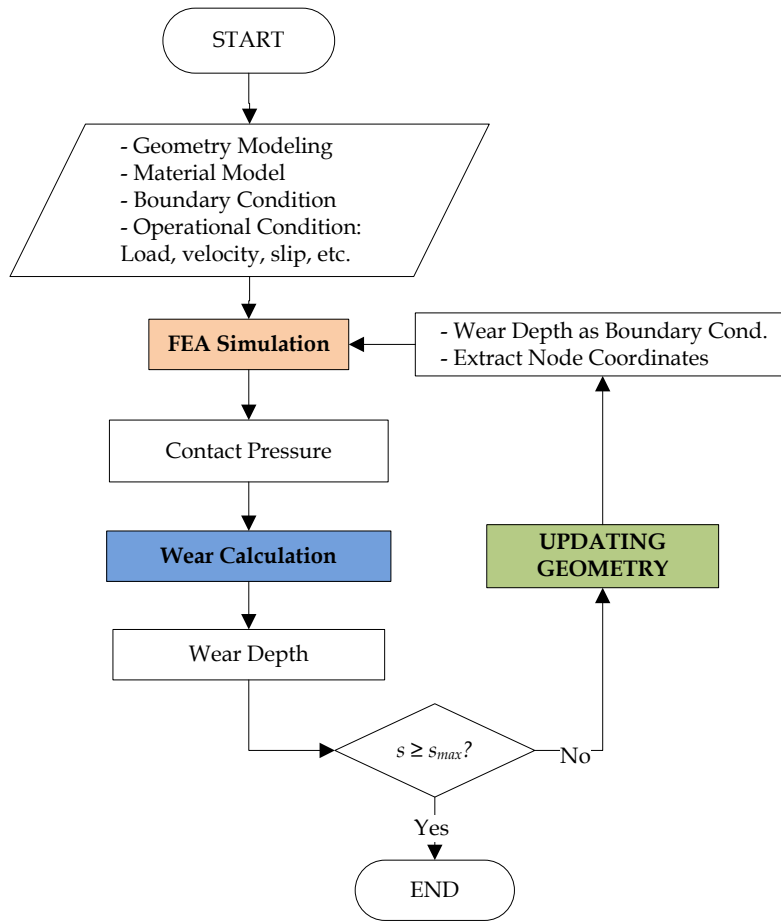 START
- Geometry Modeling
- Material Model
- Boundary Condition
- Operational Condition:
Load, velocity, slip, etc.
FEA Simulation
- Wear Depth as Boundary Cond.
- Extract Node Coordinates
Contact Pressure
Wear Calculation
UPDATING
GEOMETRY
Wear Depth
s ≥ smax?
No
Yes
END